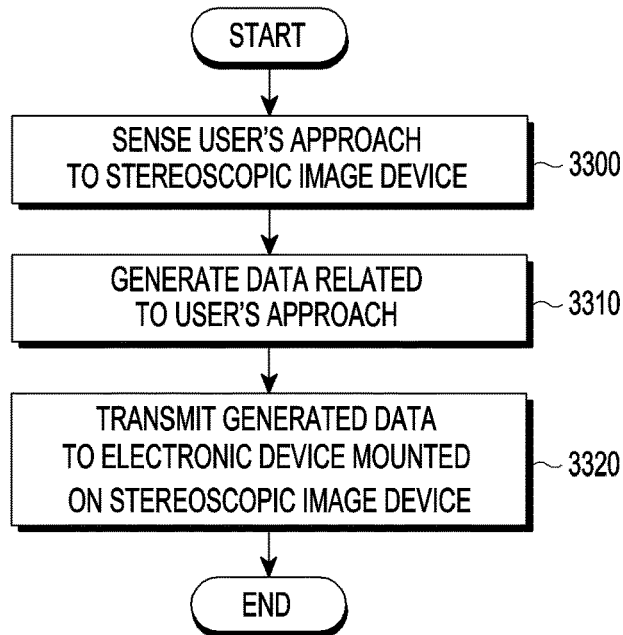 START
SENSE USER'S APPROACH
TO STEREOSCOPIC IMAGE DEVICE
3300
GENERATE DATA RELATED
TO USER'S APPROACH
3310
TRANSMIT GENERATED DATA
TO ELECTRONIC DEVICE MOUNTED
ON STEREOSCOPIC IMAGE DEVICE
3320
END